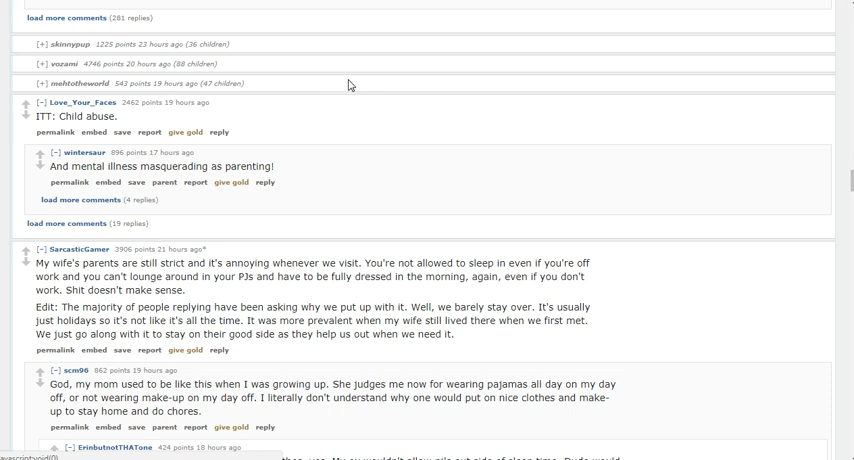 load more comments (281 replies)
[+] skinnypup 1225 points 23 hours ago (36 children)
[+] vozami 4746 points 20 hours ago (88 children)
[+] mehtotheworld 543 points 19 hours ago (47 children)
[−] Love_Your_Faces 2462 points 19 hours ago
ITT: Child abuse.
permalink embed save report give gold reply
[−] wintersaur 896 points 17 hours ago
And mental illness masquerading as parenting!
permalink embed save parent report give gold reply
load more comments (4 replies)
load more comments (19 replies)
[−] SarcasticGamer 3906 points 21 hours ago*
My wife's parents are still strict and it's annoying whenever we visit. You're not allowed to sleep in even if you're off
work and you can't lounge around in your PJs and have to be fully dressed in the morning, again, even if you don't
work. Shit doesn't make sense.
Edit: The majority of people replying have been asking why we put up with it. Well, we barely stay over. It's usually
just holidays so it's not like it's all the time. It was more prevalent when my wife still lived there when we first met.
We just go along with it to stay on their good side as they help us out when we need it.
permalink embed save report give gold reply
[−] scm96 862 points 19 hours ago
God, my mom used to be like this when I was growing up. She judges me now for wearing pajamas all day on my day
off, or not wearing make-up on my day off. I literally don't understand why one would put on nice clothes and make-
up to stay home and do chores.
permalink embed save parent report give gold reply
[−] ErinbutnotTHATone 424 points 18 hours ago